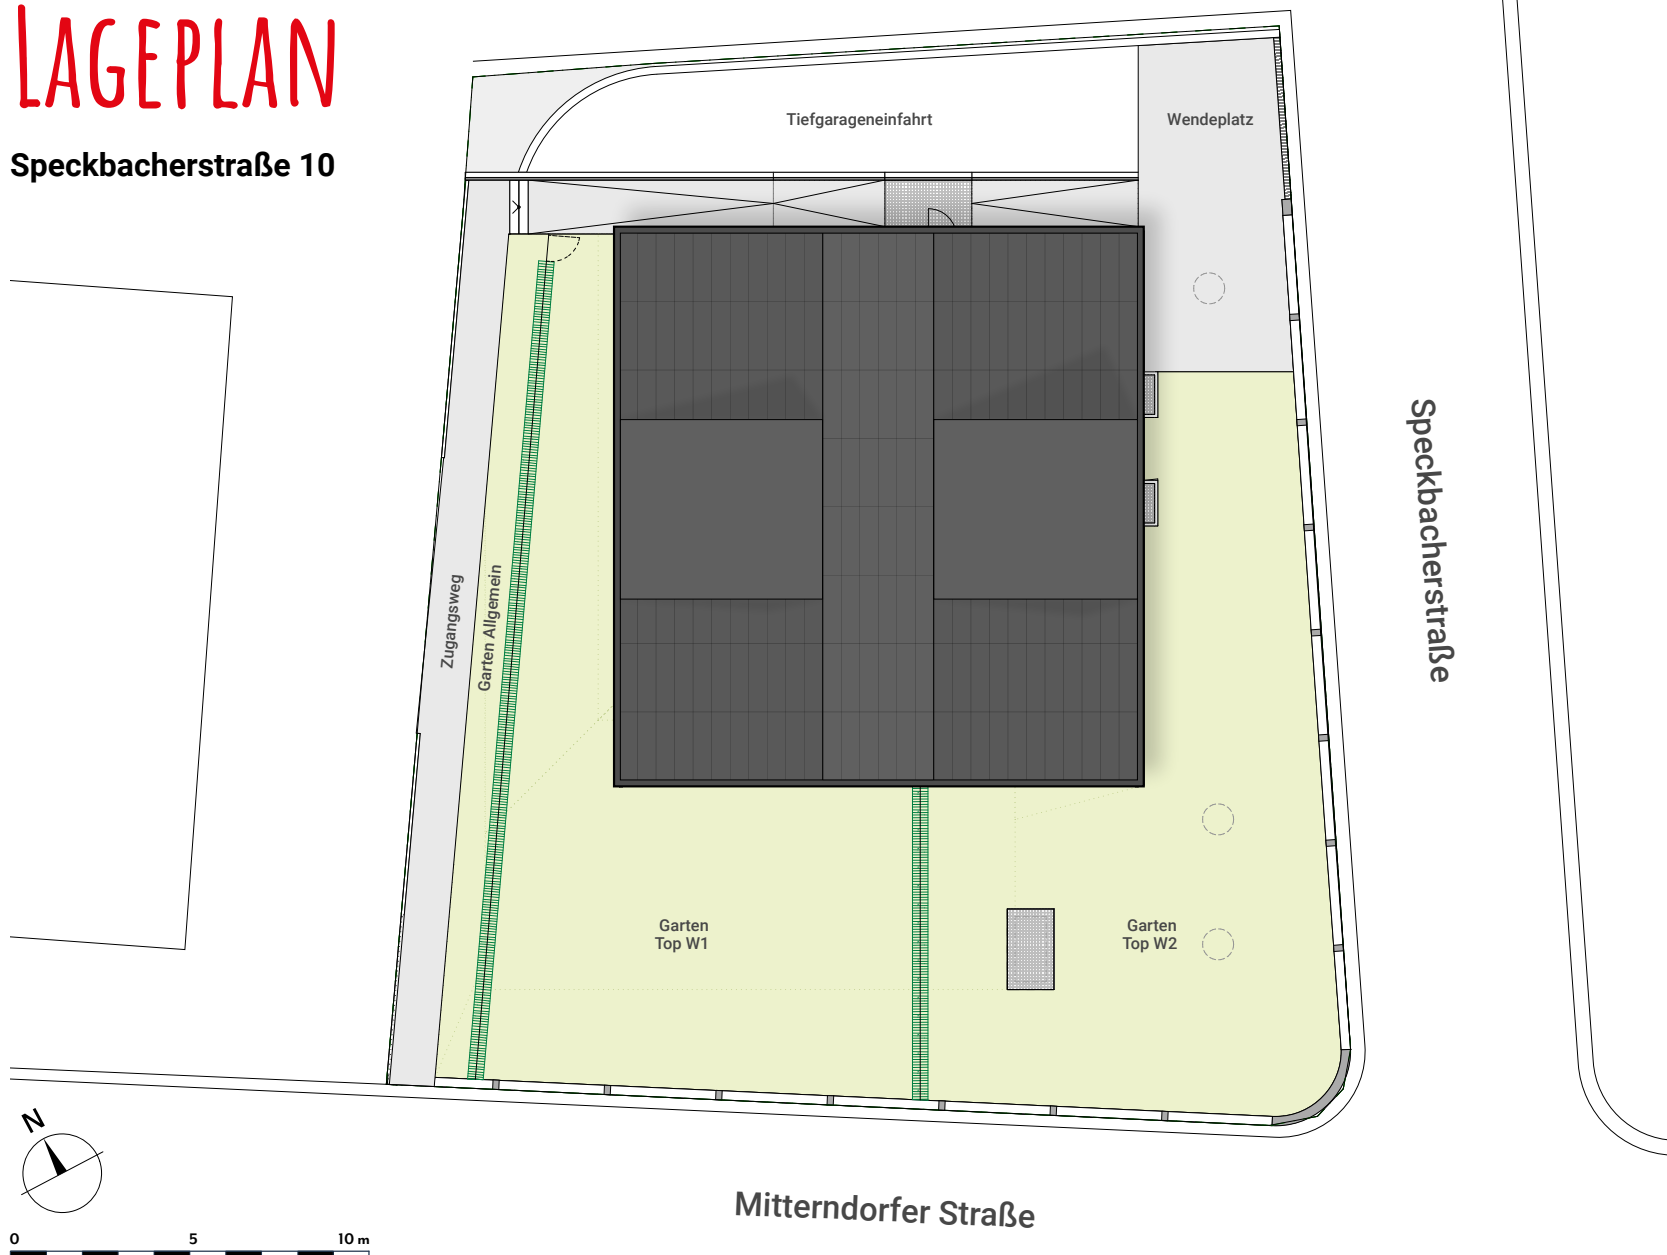 LAGEPLAN
Speckbacherstraße 10
Tiefgarageneinfahrt
Wendeplatz
Zugangsweg
Garten Allgemein
Speckbacherstraße
Garten
Top W1
Garten
Top W2
N
Mitterndorfer Straße
0 5 10 m